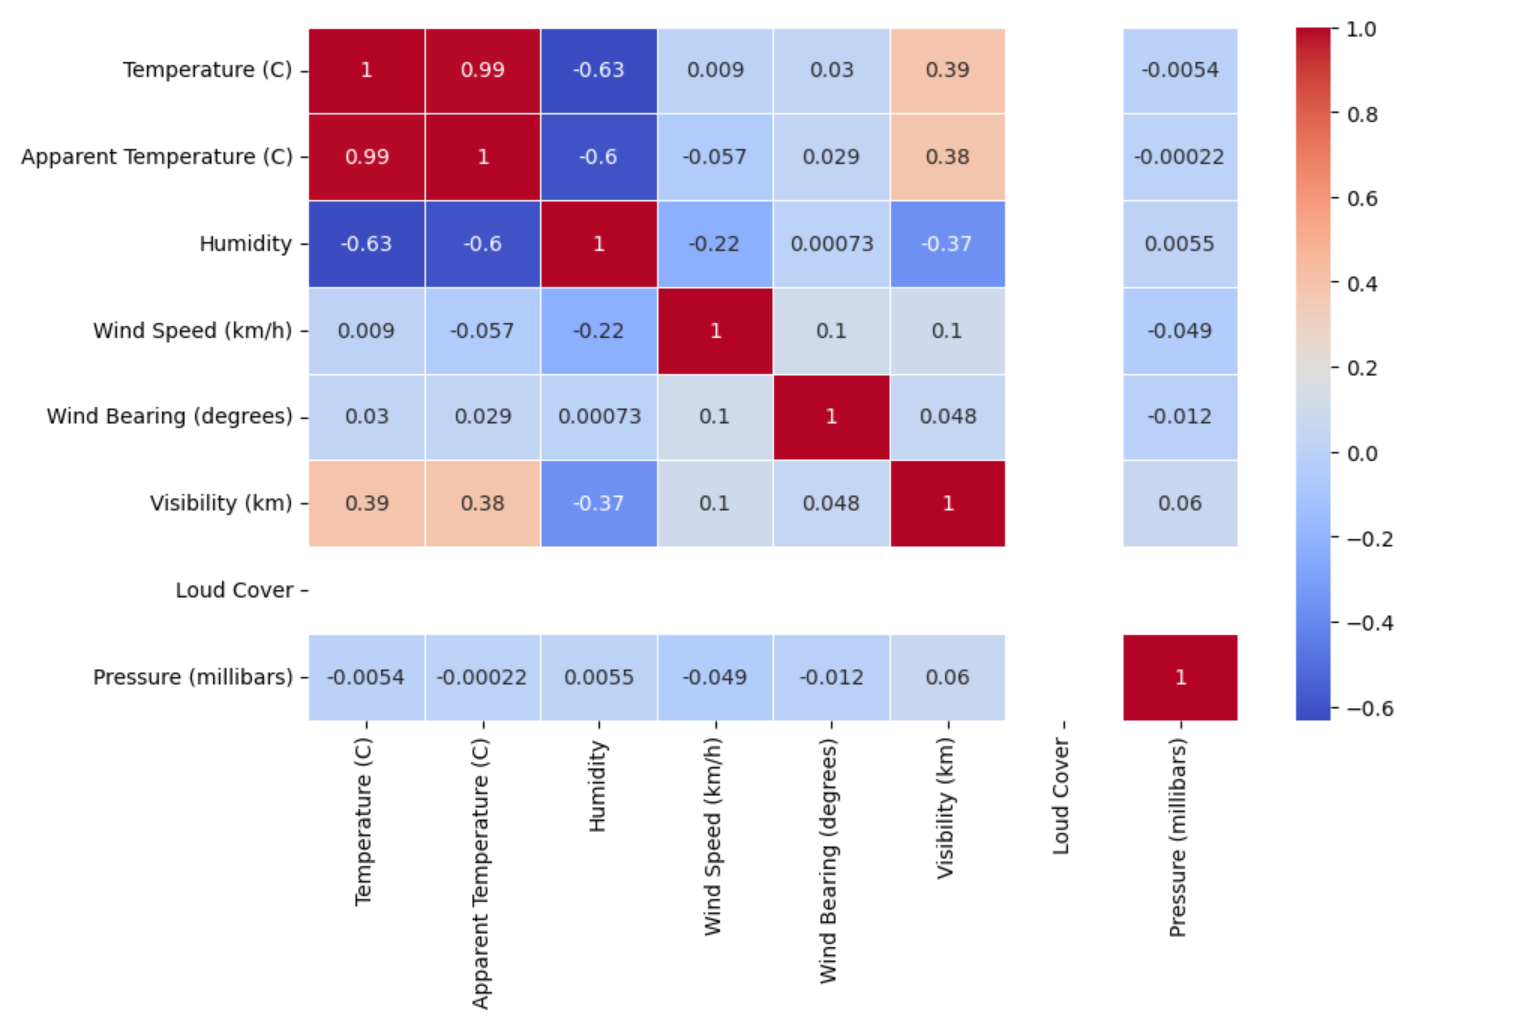 Temperature (C) 1 0.99 -0.63 0.009 0.03 0.39 -0.0054
Apparent Temperature (C) 0.99 1 -0.6 -0.057 0.029 0.38 -0.00022
Humidity -0.63 -0.6 1 -0.22 0.00073 -0.37 0.0055
Wind Speed (km/h) 0.009 -0.057 -0.22 1 0.1 0.1 -0.049
Wind Bearing (degrees) 0.03 0.029 0.00073 0.1 1 0.048 -0.012
Visibility (km) 0.39 0.38 -0.37 0.1 0.048 1 0.06
Loud Cover
Pressure (millibars) -0.0054 -0.00022 0.0055 -0.049 -0.012 0.06 1
Temperature (C)
Apparent Temperature (C)
Humidity
Wind Speed (km/h)
Wind Bearing (degrees)
Visibility (km)
Loud Cover
Pressure (millibars)
1.0
0.8
0.6
0.4
0.2
0.0
−0.2
−0.4
−0.6